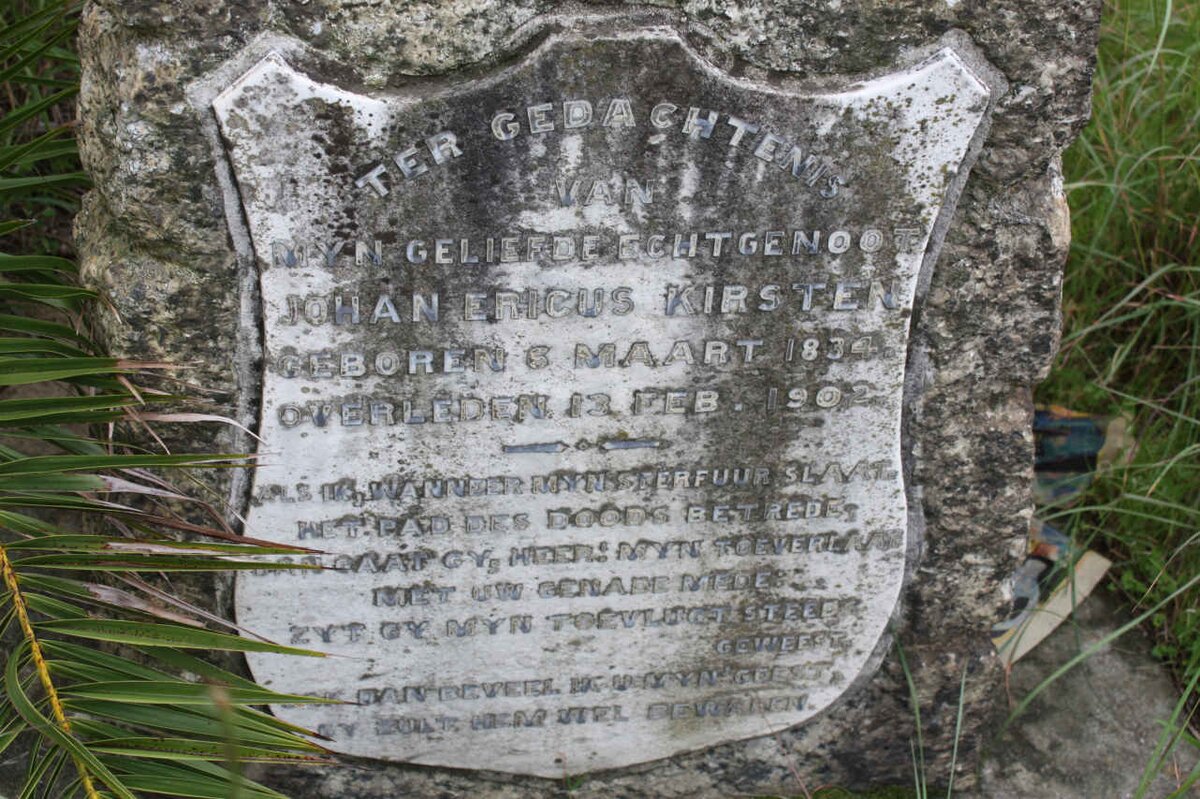 TER GEDACHTENIS
VAN
MYN GELIEFDE ECHTGENOOT
JOHAN ERICUS KIRSTEN
GEBOREN 6 MAART 1834.
OVERLEDEN 13 FEB. 1902
ALS IK, WANNEER MYN STERFUUR SLAAT,
HET PAD DES DOODS BETREDE,
DAN GAAT GY, HEER! MYN TOEVERLAAT
MET UW GENADE MEDE:
ZYT GY MYN TOEVLUGT STEEDS
GEWEEST,
OOK DAN BEVEEL IK U MYN GEEST,
GY ZULT HEM WEL BEWAREN.